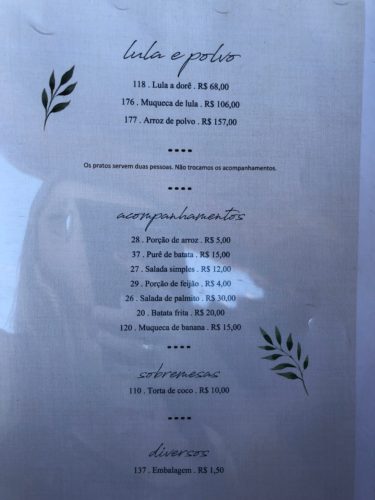 lula e polvo
118 . Lula a dorê . R$ 68,00
176 . Muqueca de lula . R$ 106,00
177 . Arroz de polvo . R$ 157,00
Os pratos servem duas pessoas. Não trocamos os acompanhamentos.
acompanhamentos
28 . Porção de arroz . R$ 5,00
37 . Purê de batata . R$ 15,00
27 . Salada simples . R$ 12,00
29 . Porção de feijão . R$ 4,00
26 . Salada de palmito . R$ 30,00
20 . Batata frita . R$ 20,00
120 . Muqueca de banana . R$ 15,00
sobremesas
110 . Torta de coco . R$ 10,00
diversos
137 . Embalagem . R$ 1,50